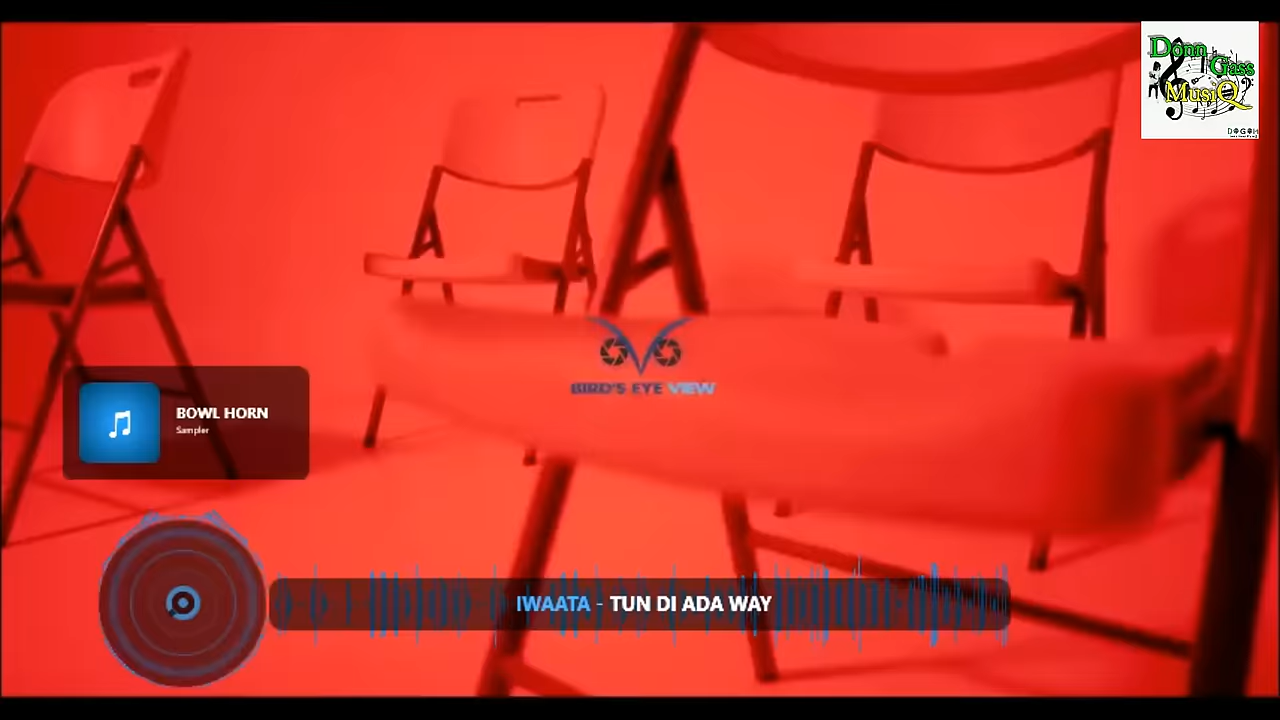 Donn
Gass
MusiQ
BIRD'S EYE VIEW
BOWL HORN
Sampler
IWAATA - TUN DI ADA WAY